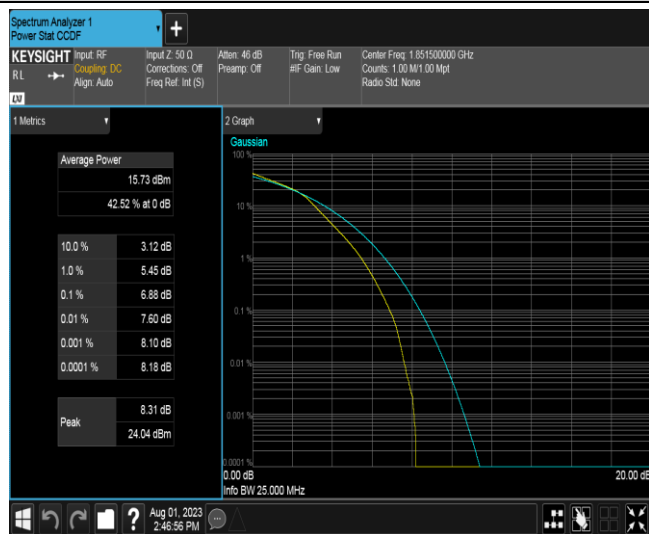 Spectrum Analyzer 1
Power Stat CCDF
+
KEYSIGHT
RL
LXI
Input: RF
Coupling: DC
Align: Auto
Input Z: 50 Ω
Corrections: Off
Freq Ref: Int (S)
Atten: 46 dB
Preamp: Off
Trig: Free Run
#IF Gain: Low
Center Freq: 1.851500000 GHz
Counts: 1.00 M/1.00 Mpt
Radio Std: None
1 Metrics
Average Power
15.73 dBm
42.52 % at 0 dB
10.0 % 3.12 dB
1.0 % 5.45 dB
0.1 % 6.88 dB
0.01 % 7.60 dB
0.001 % 8.10 dB
0.0001 % 8.18 dB
Peak
8.31 dB
24.04 dBm
2 Graph
Gaussian
100 %
10 %
1 %
0.1 %
0.01 %
0.001 %
0.0001 %
0.00 dB 20.00 dB
Info BW 25.000 MHz
?
Aug 01, 2023
2:46:56 PM